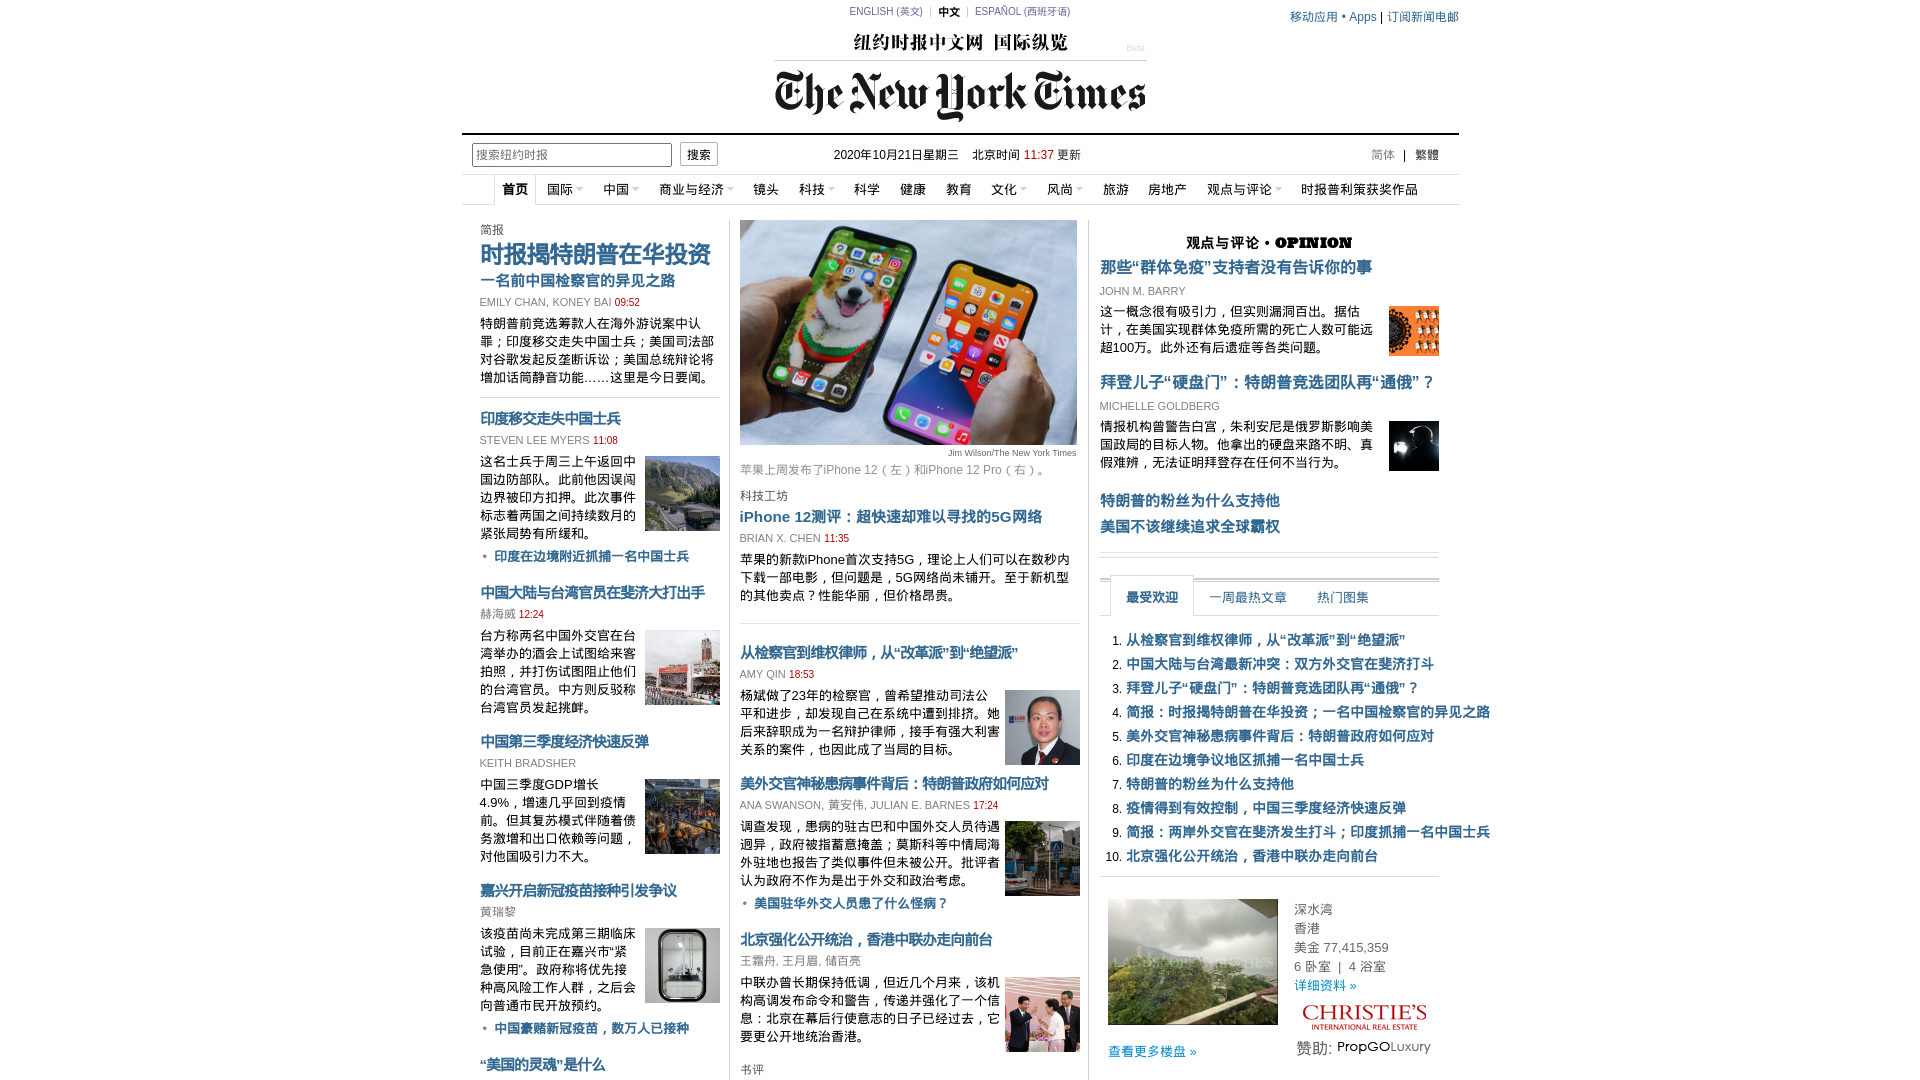 ENGLISH (英文) 中文 ESPAÑOL (西班牙语)
移动应用 • Apps | 订阅新闻电邮
纽约时报中文网 国际纵览
Beta
The New York Times
搜索纽约时报 搜索
2020年10月21日星期三 北京时间 11:37 更新
简体 | 繁體
首页 国际 中国 商业与经济 镜头 科技 科学 健康 教育 文化 风尚 旅游 房地产 观点与评论 时报普利策获奖作品
简报
时报揭特朗普在华投资
一名前中国检察官的异见之路
EMILY CHAN, KONEY BAI 09:52
特朗普前竞选筹款人在海外游说案中认
罪；印度移交走失中国士兵；美国司法部
对谷歌发起反垄断诉讼；美国总统辩论将
增加话筒静音功能……这里是今日要闻。
印度移交走失中国士兵
STEVEN LEE MYERS 11:08
这名士兵于周三上午返回中
国边防部队。此前他因误闯
边界被印方扣押。此次事件
标志着两国之间持续数月的
紧张局势有所缓和。
• 印度在边境附近抓捕一名中国士兵
中国大陆与台湾官员在斐济大打出手
赫海威 12:24
台方称两名中国外交官在台
湾举办的酒会上试图给来客
拍照，并打伤试图阻止他们
的台湾官员。中方则反驳称
台湾官员发起挑衅。
中国第三季度经济快速反弹
KEITH BRADSHER
中国三季度GDP增长
4.9%，增速几乎回到疫情
前。但其复苏模式伴随着债
务激增和出口依赖等问题，
对他国吸引力不大。
嘉兴开启新冠疫苗接种引发争议
黄瑞黎
该疫苗尚未完成第三期临床
试验，目前正在嘉兴市“紧
急使用”。政府称将优先接
种高风险工作人群，之后会
向普通市民开放预约。
• 中国豪赌新冠疫苗，数万人已接种
“美国的灵魂”是什么
Jim Wilson/The New York Times
苹果上周发布了iPhone 12（左）和iPhone 12 Pro（右）。
科技工坊
iPhone 12测评：超快速却难以寻找的5G网络
BRIAN X. CHEN 11:35
苹果的新款iPhone首次支持5G，理论上人们可以在数秒内
下载一部电影，但问题是，5G网络尚未铺开。至于新机型
的其他卖点？性能华丽，但价格昂贵。
从检察官到维权律师，从“改革派”到“绝望派”
AMY QIN 18:53
杨斌做了23年的检察官，曾希望推动司法公
平和进步，却发现自己在系统中遭到排挤。她
后来辞职成为一名辩护律师，接手有强大利害
关系的案件，也因此成了当局的目标。
美外交官神秘患病事件背后：特朗普政府如何应对
ANA SWANSON, 黄安伟, JULIAN E. BARNES 17:24
调查发现，患病的驻古巴和中国外交人员待遇
迥异，政府被指蓄意掩盖；莫斯科等中情局海
外驻地也报告了类似事件但未被公开。批评者
认为政府不作为是出于外交和政治考虑。
• 美国驻华外交人员患了什么怪病？
北京强化公开统治，香港中联办走向前台
王霜舟, 王月眉, 储百亮
中联办曾长期保持低调，但近几个月来，该机
构高调发布命令和警告，传递并强化了一个信
息：北京在幕后行使意志的日子已经过去，它
要更公开地统治香港。
书评
观点与评论 • OPINION
那些“群体免疫”支持者没有告诉你的事
JOHN M. BARRY
这一概念很有吸引力，但实则漏洞百出。据估
计，在美国实现群体免疫所需的死亡人数可能远
超100万。此外还有后遗症等各类问题。
拜登儿子“硬盘门”：特朗普竞选团队再“通俄”？
MICHELLE GOLDBERG
情报机构曾警告白宫，朱利安尼是俄罗斯影响美
国政局的目标人物。他拿出的硬盘来路不明、真
假难辨，无法证明拜登存在任何不当行为。
特朗普的粉丝为什么支持他
美国不该继续追求全球霸权
最受欢迎 一周最热文章 热门图集
1. 从检察官到维权律师，从“改革派”到“绝望派”
2. 中国大陆与台湾最新冲突：双方外交官在斐济打斗
3. 拜登儿子“硬盘门”：特朗普竞选团队再“通俄”？
4. 简报：时报揭特朗普在华投资；一名中国检察官的异见之路
5. 美外交官神秘患病事件背后：特朗普政府如何应对
6. 印度在边境争议地区抓捕一名中国士兵
7. 特朗普的粉丝为什么支持他
8. 疫情得到有效控制，中国三季度经济快速反弹
9. 简报：两岸外交官在斐济发生打斗；印度抓捕一名中国士兵
10. 北京强化公开统治，香港中联办走向前台
深水湾
香港
美金 77,415,359
6 卧室 | 4 浴室
详细资料 »
CHRISTIE'S
INTERNATIONAL REAL ESTATE
查看更多楼盘 »
赞助: PropGOLuxury